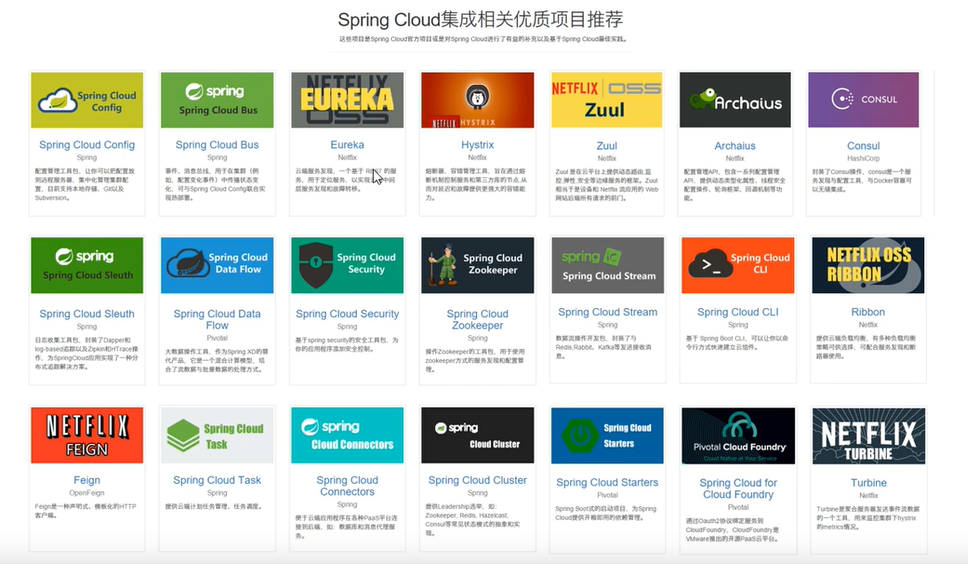 Spring Cloud集成相关优质项目推荐
这些项目是Spring Cloud官方项目或是对Spring Cloud进行了有益的补充以及基于Spring Cloud最佳实践。
Spring Cloud
Config
Spring Cloud Config
Spring
配置管理工具包，让你可以把配置放
到远程服务器，集中化管理集群配
置，目前支持本地存储、Git以及
Subversion。
spring
Spring Cloud Bus
Spring Cloud Bus
Spring
事件、消息总线，用于在集群（例
如，配置变化事件）中传播状态变
化，可与Spring Cloud Config联合实
现热部署。
NETFLIX
EUREKA
OSS
Eureka
Netflix
云端服务发现，一个基于 REST 的服
务，用于定位服务，以实现云端中间
层服务发现和故障转移。
NETFLIX HYSTRIX
Hystrix
Netflix
熔断器，容错管理工具，旨在通过熔
断机制控制服务和第三方库的节点,从
而对延迟和故障提供更强大的容错能
力。
NETFLIX OSS
Zuul
Zuul
Netflix
Zuul 是在云平台上提供动态路由,监
控,弹性,安全等边缘服务的框架。Zuul
相当于是设备和 Netflix 流应用的 Web
网站后端所有请求的前门。
Archaius
Archaius
Netflix
配置管理API，包含一系列配置管理
API，提供动态类型化属性、线程安全
配置操作、轮询框架、回调机制等功
能。
CONSUL
Consul
HashiCorp
封装了Consul操作，consul是一个服
务发现与配置工具，与Docker容器可
以无缝集成。
spring
Spring Cloud Sleuth
Spring Cloud Sleuth
Spring
日志收集工具包，封装了Dapper和
log-based追踪以及Zipkin和HTrace操
作，为SpringCloud应用实现了一种分
布式追踪解决方案。
Spring Cloud
Data Flow
Spring Cloud Data
Flow
Pivotal
大数据操作工具，作为Spring XD的替
代产品，它是一个混合计算模型，结
合了流数据与批量数据的处理方式。
Spring Cloud
Security
Spring Cloud Security
Spring
基于spring security的安全工具包，为
你的应用程序添加安全控制。
Spring Cloud
Zookeeper
Spring Cloud
Zookeeper
Spring
操作Zookeeper的工具包，用于使用
zookeeper方式的服务发现和配置管
理。
spring
Spring Cloud Stream
Spring Cloud Stream
Spring
数据流操作开发包，封装了与
Redis,Rabbit、Kafka等发送接收消
息。
Spring Cloud
CLI
Spring Cloud CLI
Spring
基于 Spring Boot CLI，可以让你以命
令行方式快速建立云组件。
NETFLIX OSS
RIBBON
Ribbon
Netflix
提供云端负载均衡，有多种负载均衡
策略可供选择，可配合服务发现和断
路器使用。
NETFLIX
FEIGN
Feign
OpenFeign
Feign是一种声明式、模板化的HTTP
客户端。
Spring Cloud
Task
Spring Cloud Task
Spring
提供云端计划任务管理、任务调度。
spring
Cloud Connectors
Spring Cloud
Connectors
Spring
便于云端应用程序在各种PaaS平台连
接到后端，如：数据库和消息代理服
务。
spring
Cloud Cluster
Spring Cloud Cluster
Spring
提供Leadership选举，如：
Zookeeper, Redis, Hazelcast,
Consul等常见状态模式的抽象和实
现。
Spring Cloud
Starters
Spring Cloud Starters
Pivotal
Spring Boot式的启动项目，为Spring
Cloud提供开箱即用的依赖管理。
Pivotal Cloud Foundry
Cloud Native at Your Service
Spring Cloud for
Cloud Foundry
Pivotal
通过Oauth2协议绑定服务到
CloudFoundry，CloudFoundry是
VMware推出的开源PaaS云平台。
NETFLIX
TURBINE
Turbine
Netflix
Turbine是聚合服务器发送事件流数据
的一个工具，用来监控集群下hystrix
的metrics情况。